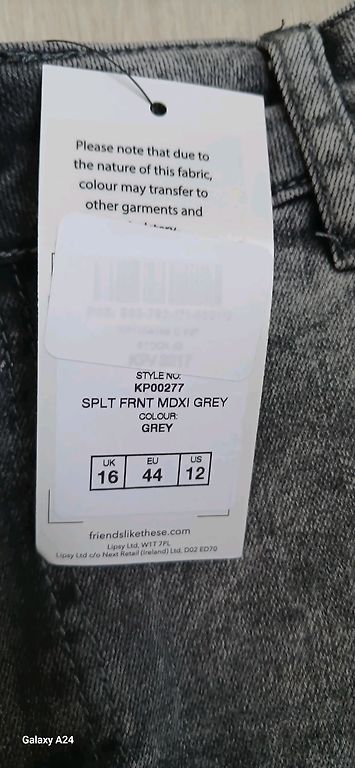 Please note that due to
the nature of this fabric,
colour may transfer to
other garments and
STYLE NO:
KP00277
SPLT FRNT MDXI GREY
COLOUR:
GREY
UK EU US
16 44 12
friendslikethese.com
Lipsy Ltd, W1T 7FL
Lipsy Ltd c/o Next Retail (Ireland) Ltd, D02 ED70
Galaxy A24